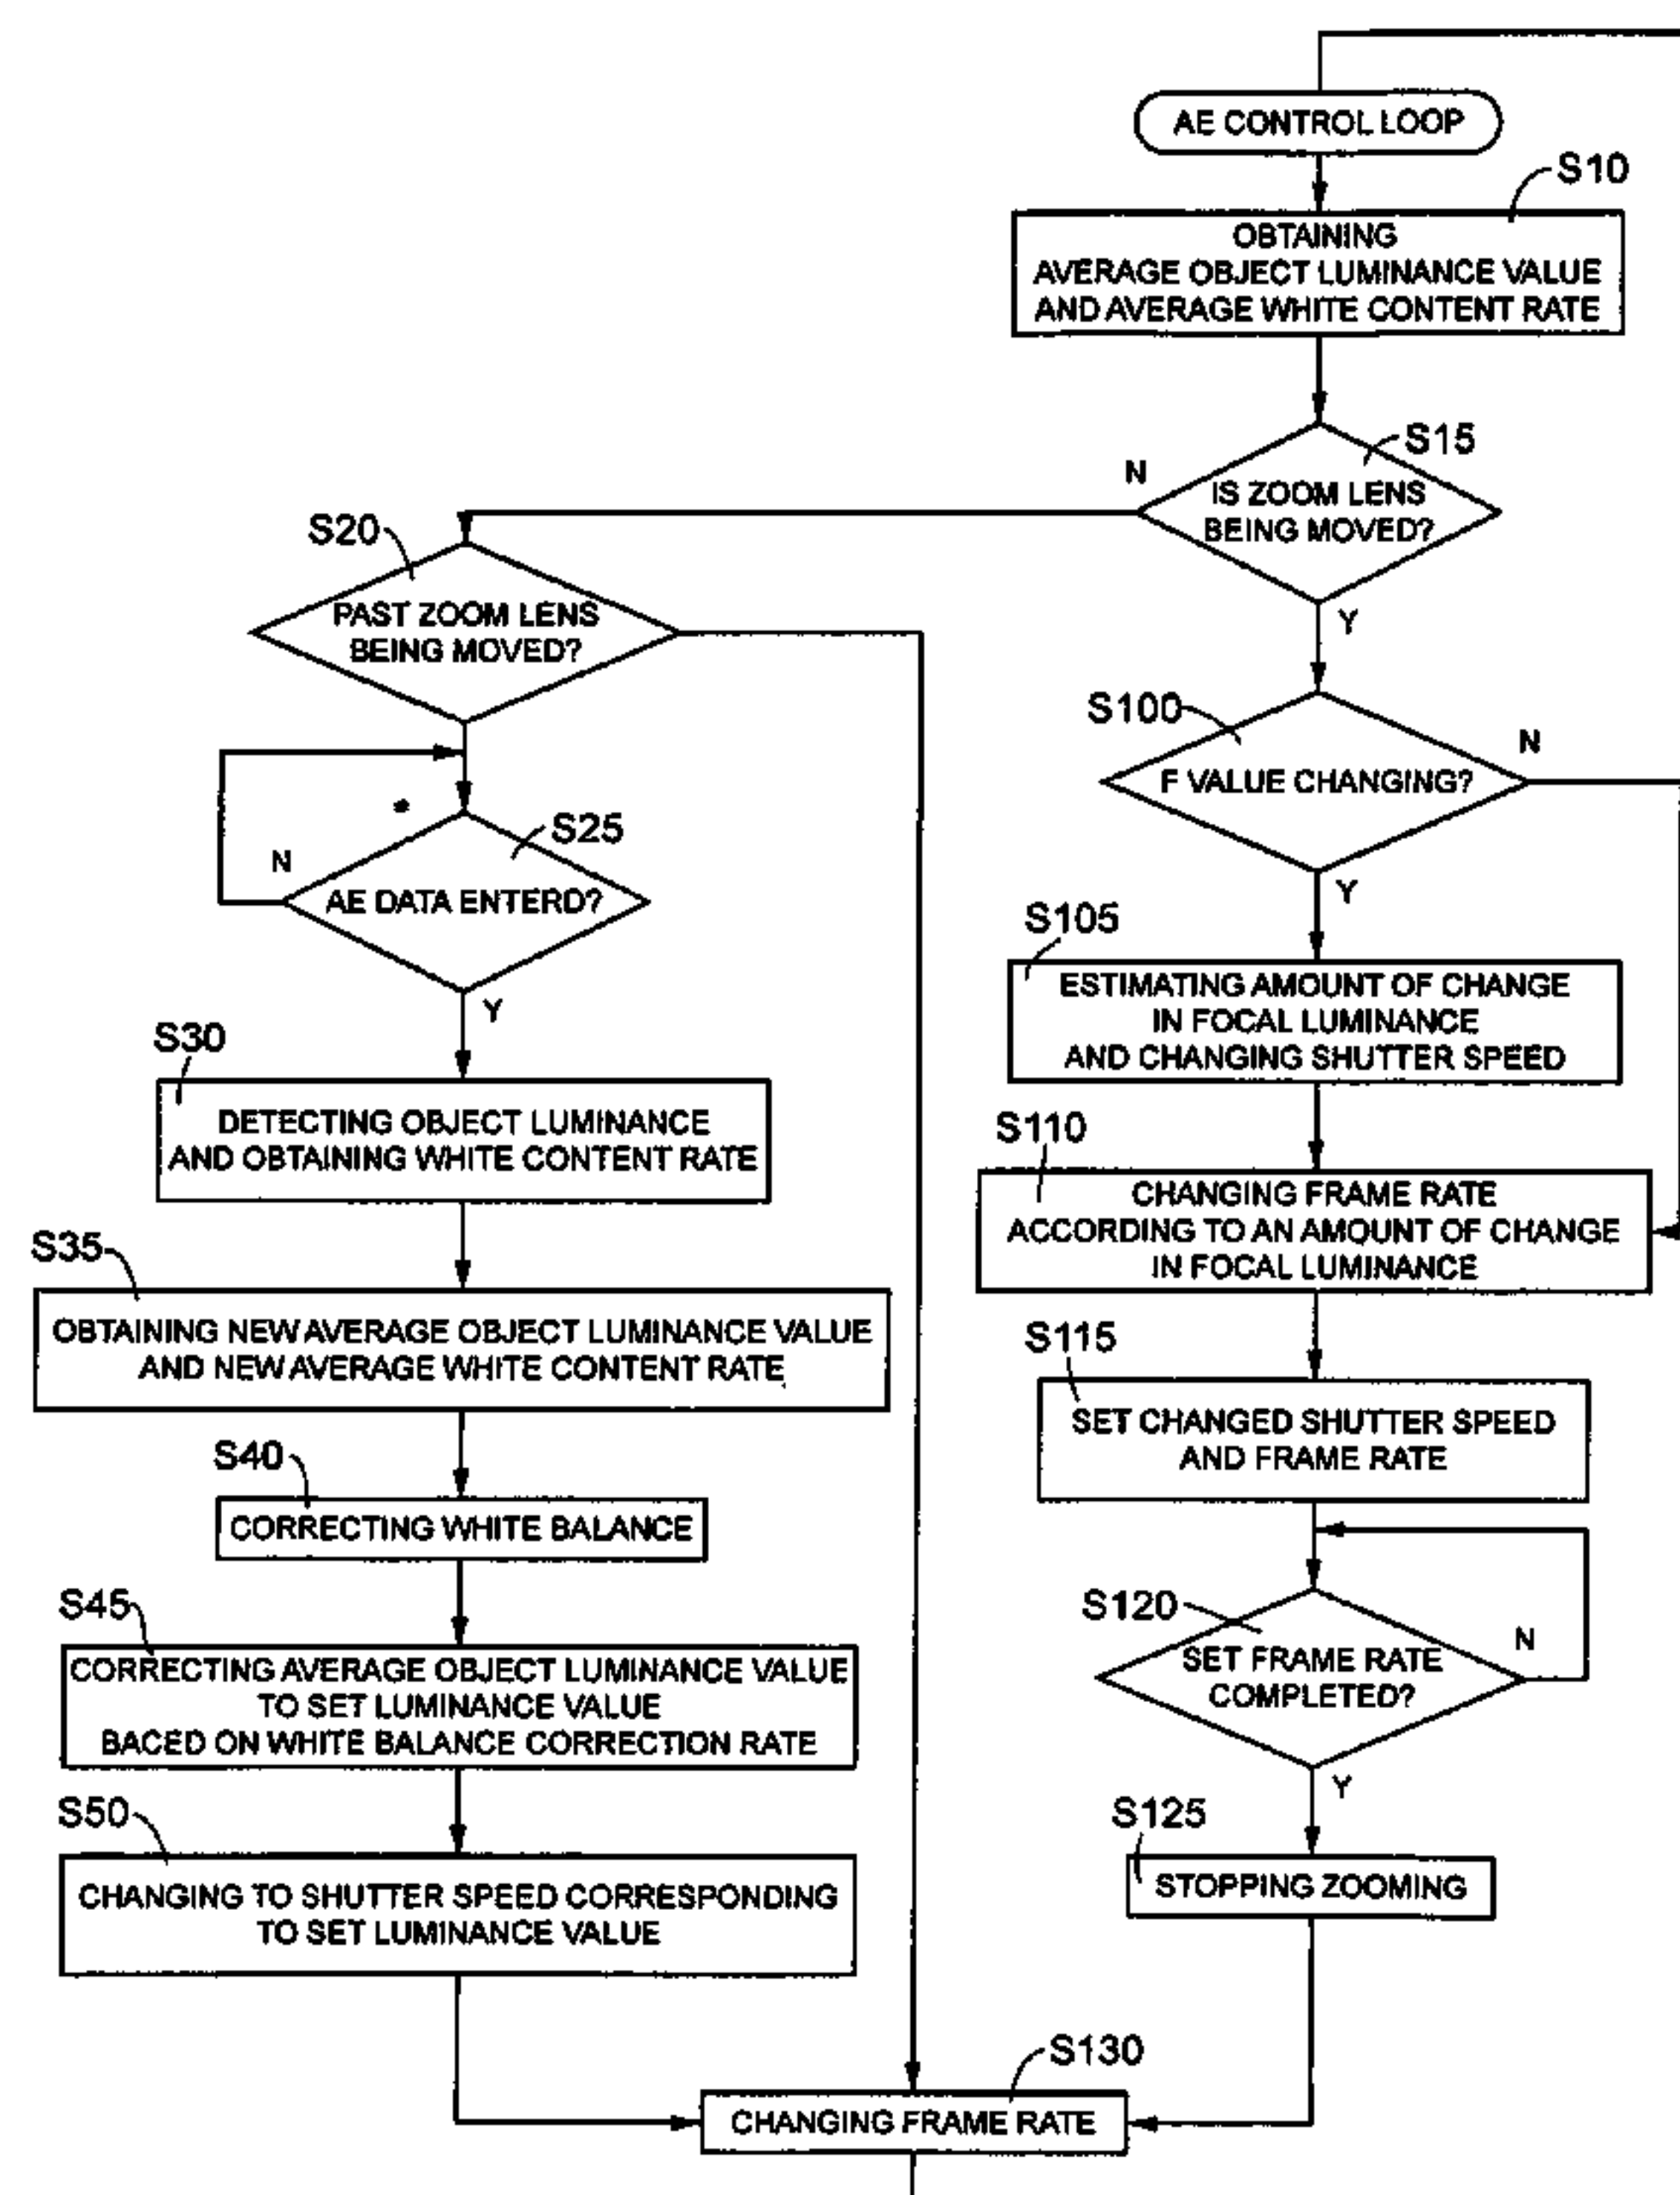 AE CONTROL LOOP
S10
OBTAINING
AVERAGE OBJECT LUMINANCE VALUE
AND AVERAGE WHITE CONTENT RATE
S15
N
IS ZOOM LENS
BEING MOVED?
Y
S20
PAST ZOOM LENS
BEING MOVED?
S100
N
F VALUE CHANGING?
Y
S25
N
AE DATA ENTERD?
Y
S105
ESTIMATING AMOUNT OF CHANGE
IN FOCAL LUMINANCE
AND CHANGING SHUTTER SPEED
S30
DETECTING OBJECT LUMINANCE
AND OBTAINING WHITE CONTENT RATE
S110
CHANGING FRAME RATE
ACCORDING TO AN AMOUNT OF CHANGE
IN FOCAL LUMINANCE
S35
OBTAINING NEW AVERAGE OBJECT LUMINANCE VALUE
AND NEW AVERAGE WHITE CONTENT RATE
S115
SET CHANGED SHUTTER SPEED
AND FRAME RATE
S40
CORRECTING WHITE BALANCE
S45
CORRECTING AVERAGE OBJECT LUMINANCE VALUE
TO SET LUMINANCE VALUE
BACED ON WHITE BALANCE CORRECTION RATE
S120
N
SET FRAME RATE
COMPLETED?
Y
S50
CHANGING TO SHUTTER SPEED CORRESPONDING
TO SET LUMINANCE VALUE
S125
STOPPING ZOOMING
S130
CHANGING FRAME RATE